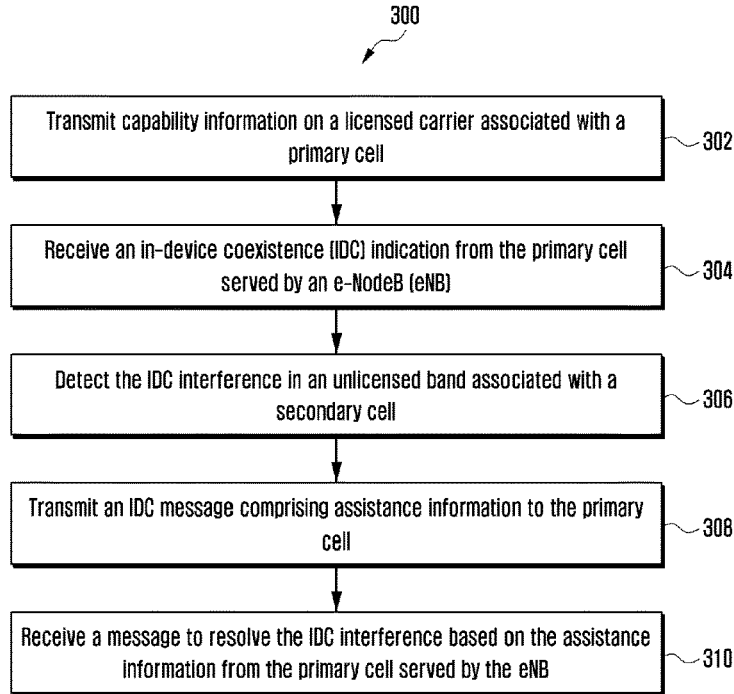 300
Transmit capability information on a licensed carrier associated with a
primary cell
302
Receive an in-device coexistence (IDC) indication from the primary cell
served by an e-NodeB (eNB)
304
Detect the IDC interference in an unlicensed band associated with a
secondary cell
306
Transmit an IDC message comprising assistance information to the primary
cell
308
Receive a message to resolve the IDC interference based on the assistance
information from the primary cell served by the eNB
310